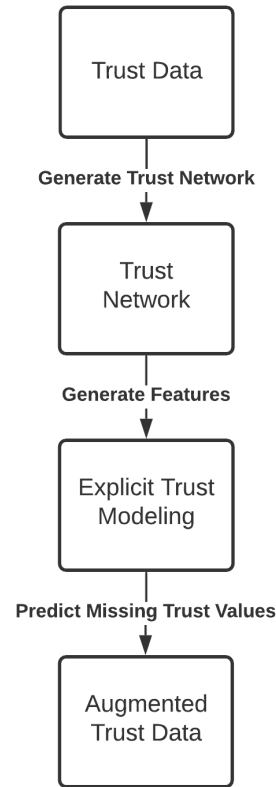 Trust Data
Generate Trust Network
Trust
Network
Generate Features
Explicit Trust
Modeling
Predict Missing Trust Values
Augmented
Trust Data